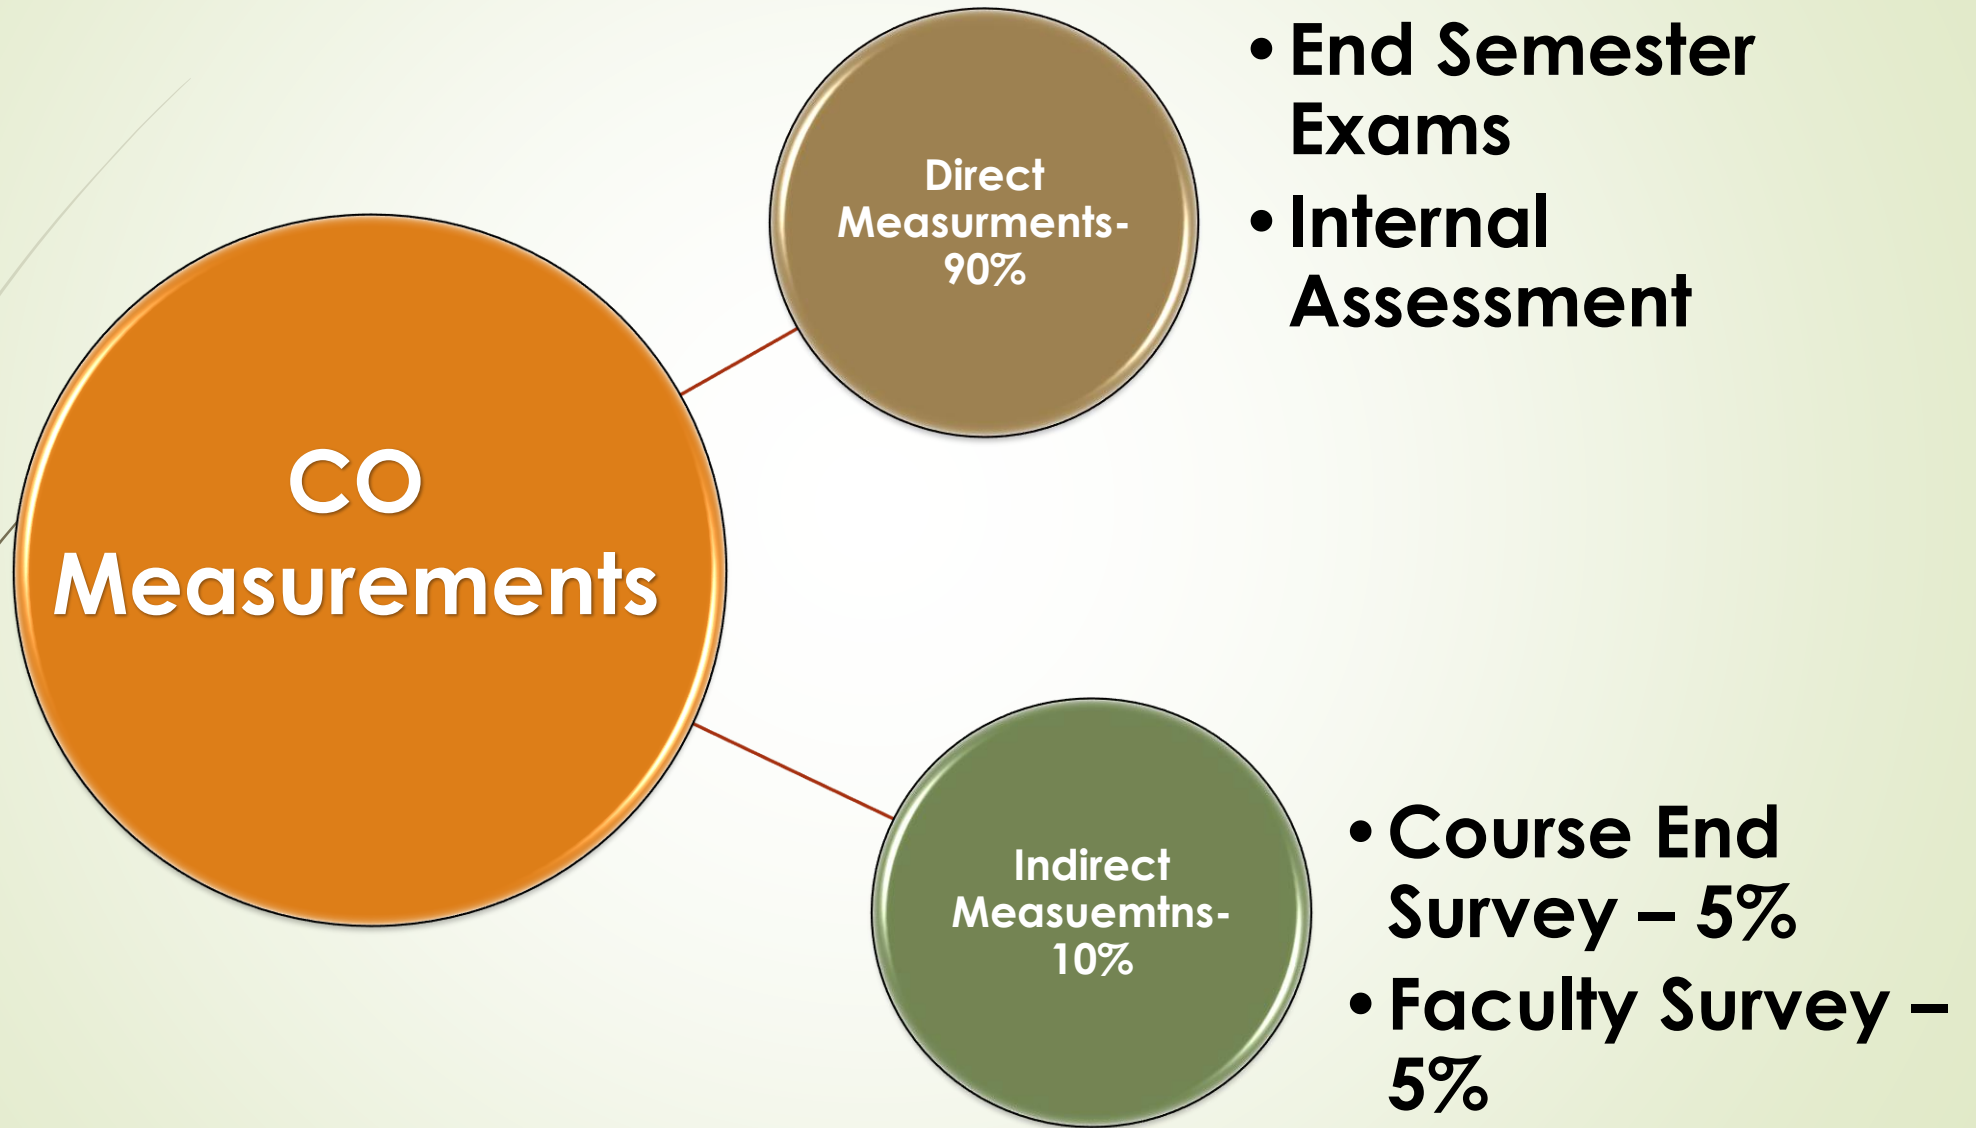 CO
Measurements
Direct
Measurments-
90%
• End Semester
Exams
• Internal
Assessment
Indirect
Measuemtns-
10%
• Course End
Survey – 5%
• Faculty Survey –
5%